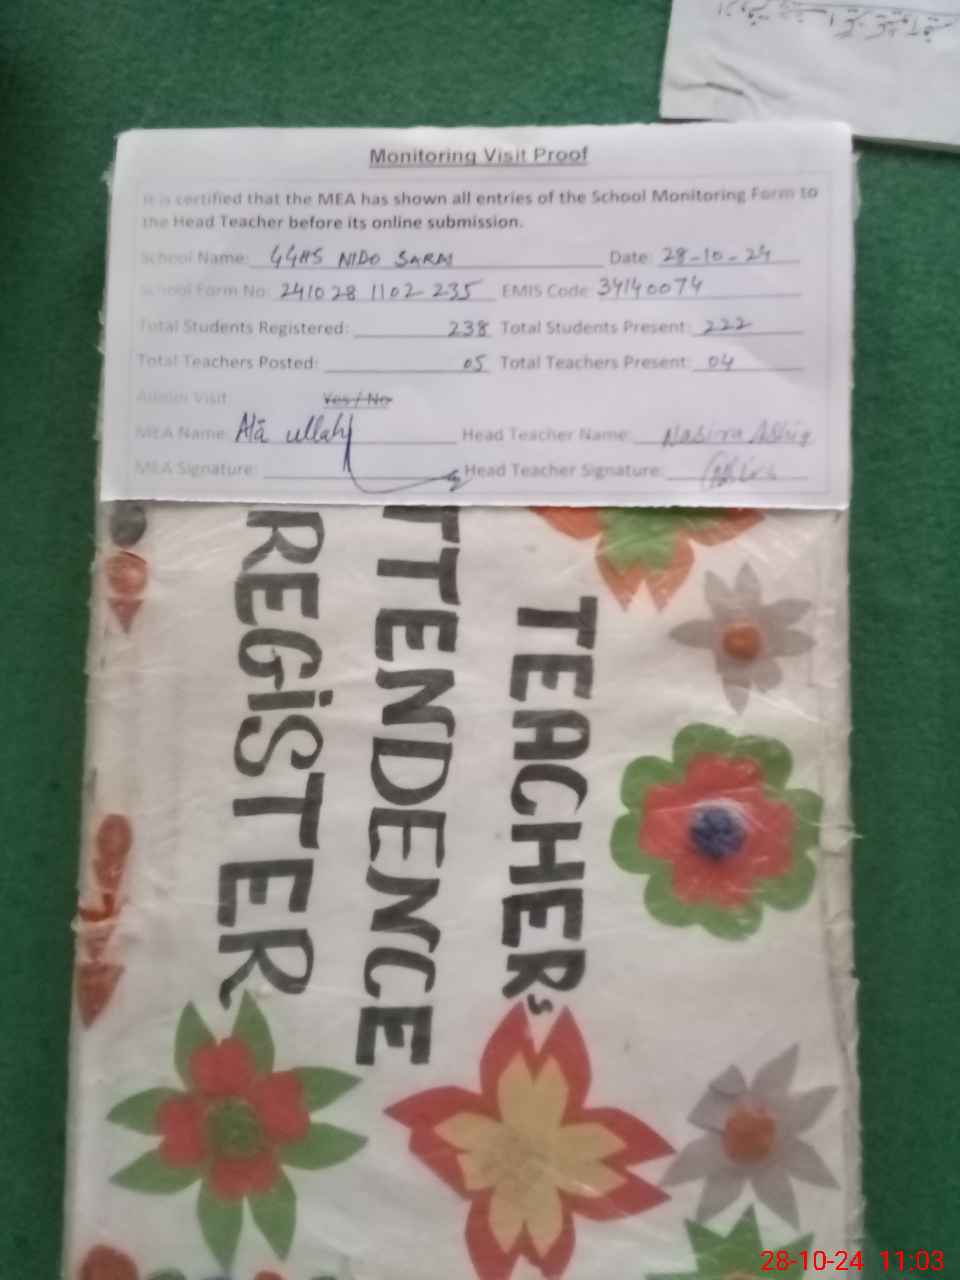 Monitoring Visit Proof
It is certified that the MEA has shown all entries of the School Monitoring Form to
the Head Teacher before its online submission.
School Name: GGHS NIDO SARAI Date: 28-10-24
School Form No: 241028 1102-235 EMIS Code: 34140074
Total Students Registered: 238 Total Students Present: 222
Total Teachers Posted: 05 Total Teachers Present: 04
Visit: Yes / No
MEA Name: Atā ullah Head Teacher Name:
MEA Signature: Head Teacher Signature:
TEACHERs
TTENDENCE
REGiSTER
28-10-24 11:03